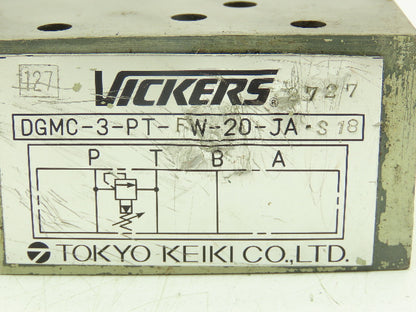 127 VICKERS® 727
DGMC-3-PT-FW-20-JA-S18
P T B A
TOKYO KEIKI CO.,LTD.